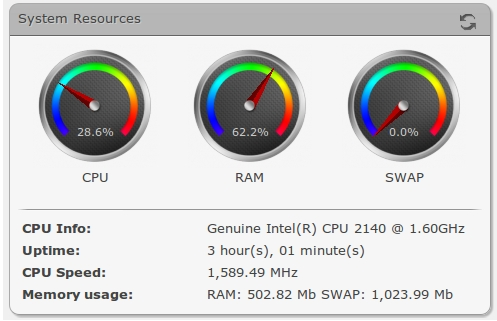 System Resources
28.6% 62.2% 0.0%
CPU RAM SWAP
CPU Info: Genuine Intel(R) CPU 2140 @ 1.60GHz
Uptime: 3 hour(s), 01 minute(s)
CPU Speed: 1,589.49 MHz
Memory usage: RAM: 502.82 Mb SWAP: 1,023.99 Mb